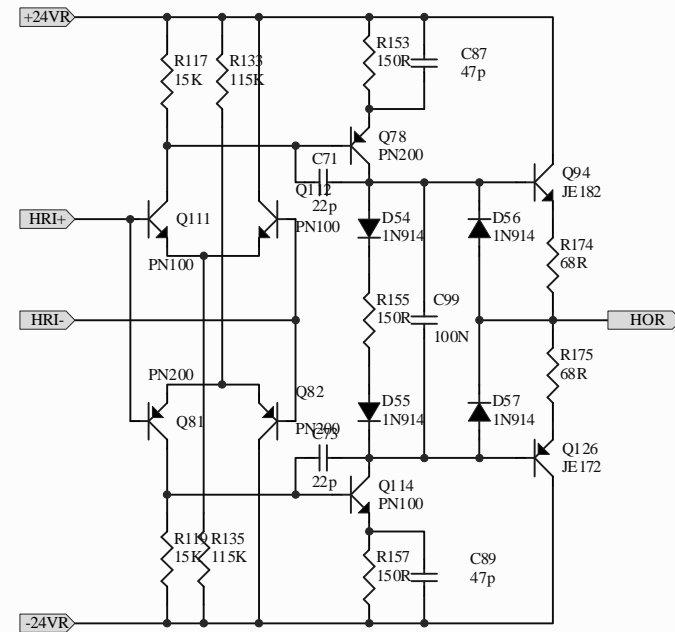 +24VR
R117
15K
R133
115K
R153
150R
C87
47p
Q78
PN200
C71
22p
Q112
PN100
Q94
JE182
HRI+
Q111
PN100
D54
1N914
D56
1N914
R174
68R
HRI-
R155
150R
C99
100N
HOR
R175
68R
PN200
Q81
Q82
PN200
D55
1N914
D57
1N914
C73
22p
Q126
JE172
Q114
PN100
R119
15K
R135
115K
R157
150R
C89
47p
-24VR